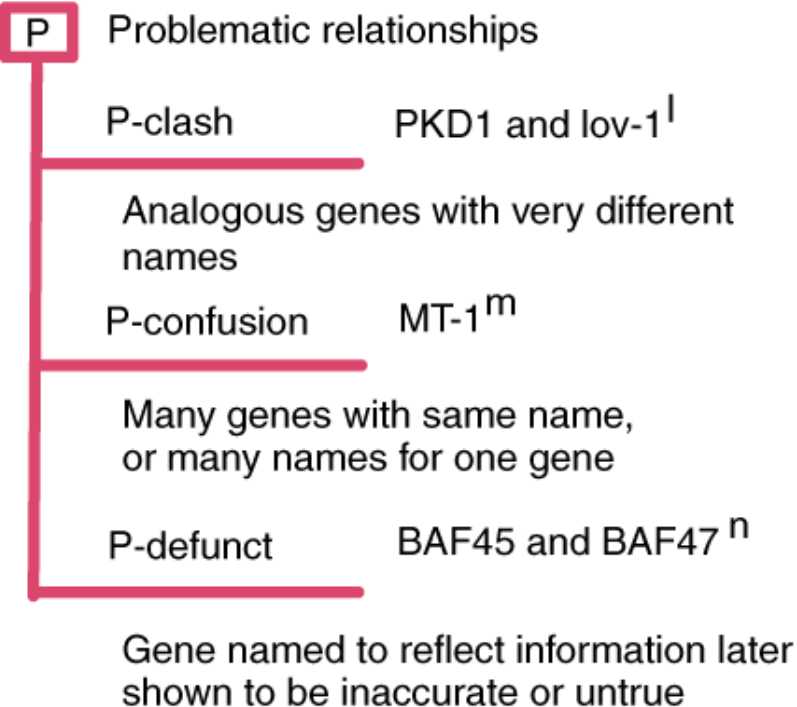 P Problematic relationships
P-clash PKD1 and lov-1l
Analogous genes with very different
names
P-confusion MT-1m
Many genes with same name,
or many names for one gene
P-defunct BAF45 and BAF47 n
Gene named to reflect information later
shown to be inaccurate or untrue